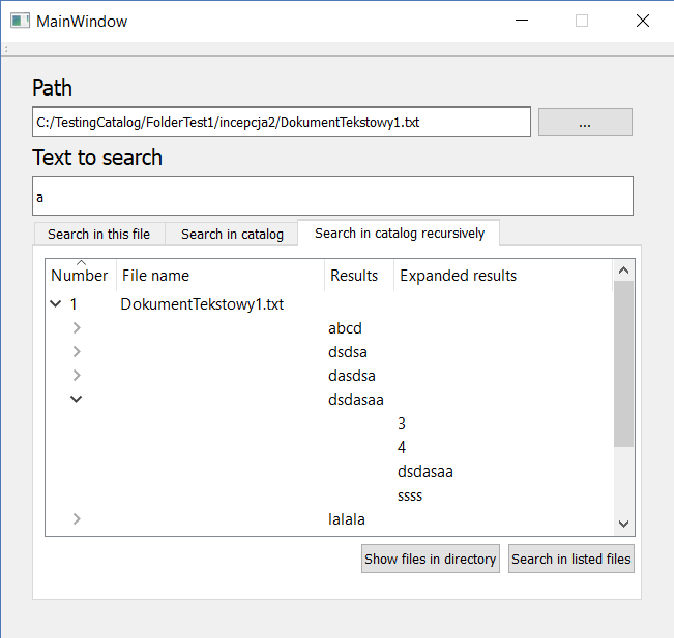 MainWindow
Path
C:/TestingCatalog/FolderTest1/incepcja2/DokumentTekstowy1.txt ...
Text to search
a
Search in this file Search in catalog Search in catalog recursively
Number File name Results Expanded results
1 DokumentTekstowy1.txt
abcd
dsdsa
dasdsa
dsdasaa
3
4
dsdasaa
ssss
lalala
Show files in directory Search in listed files